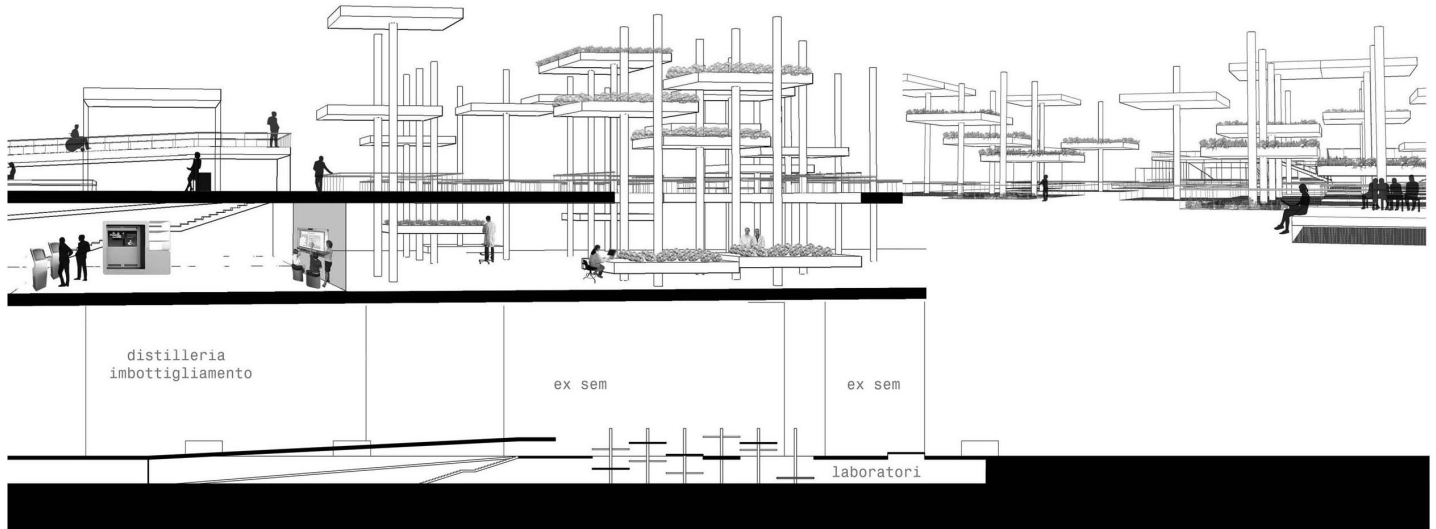 distilleria
imbottigliamento
ex sem
ex sem
laboratori